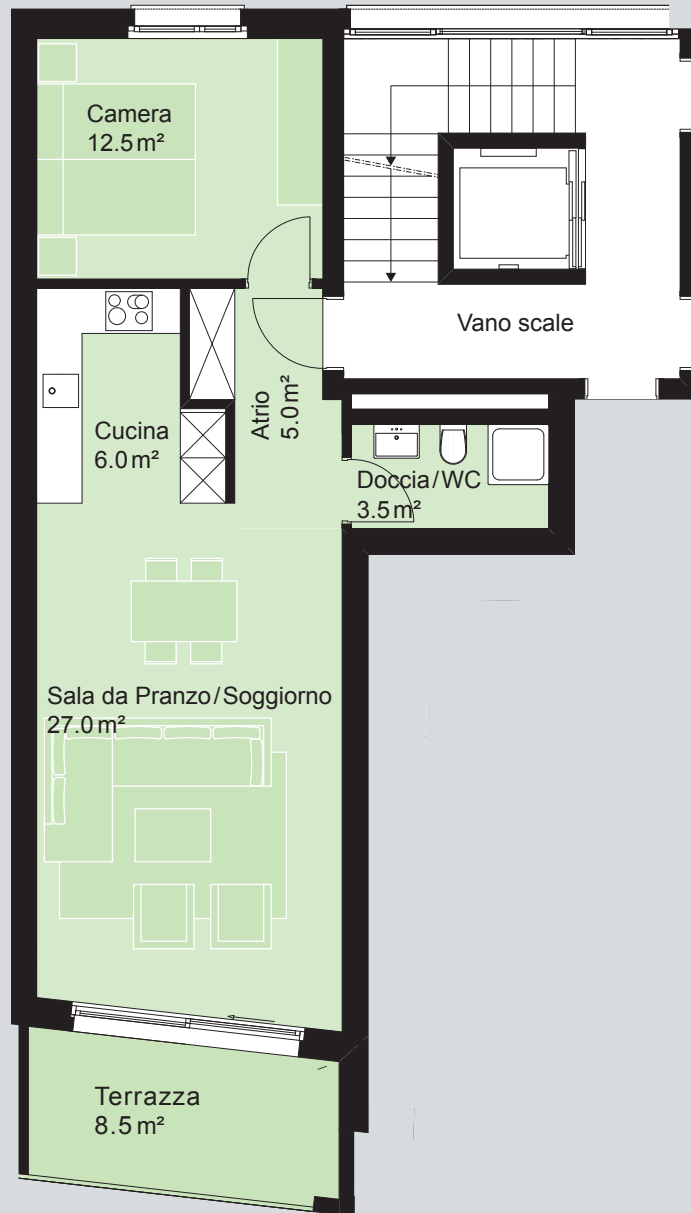 Camera
12.5 m²
Vano scale
Atrio
5.0 m²
Cucina
6.0 m²
Doccia/WC
3.5 m²
Sala da Pranzo/Soggiorno
27.0 m²
Terrazza
8.5 m²